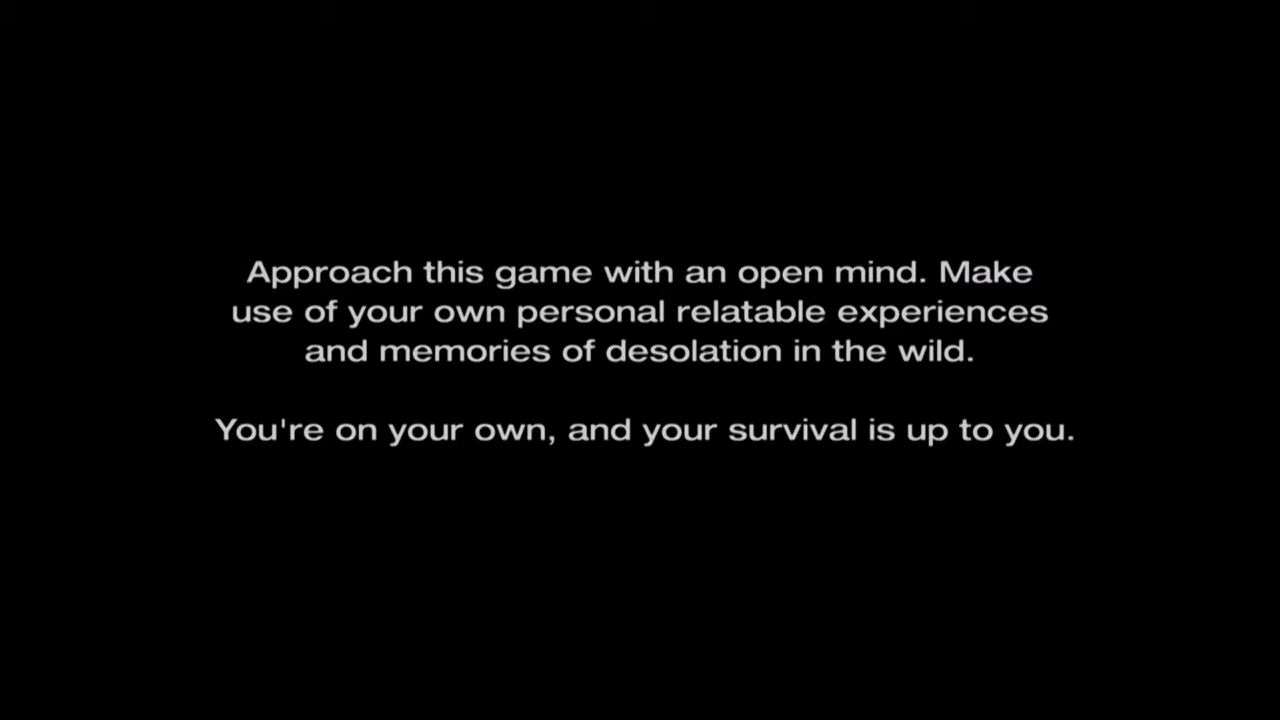 Approach this game with an open mind. Make
use of your own personal relatable experiences
and memories of desolation in the wild.
You're on your own, and your survival is up to you.